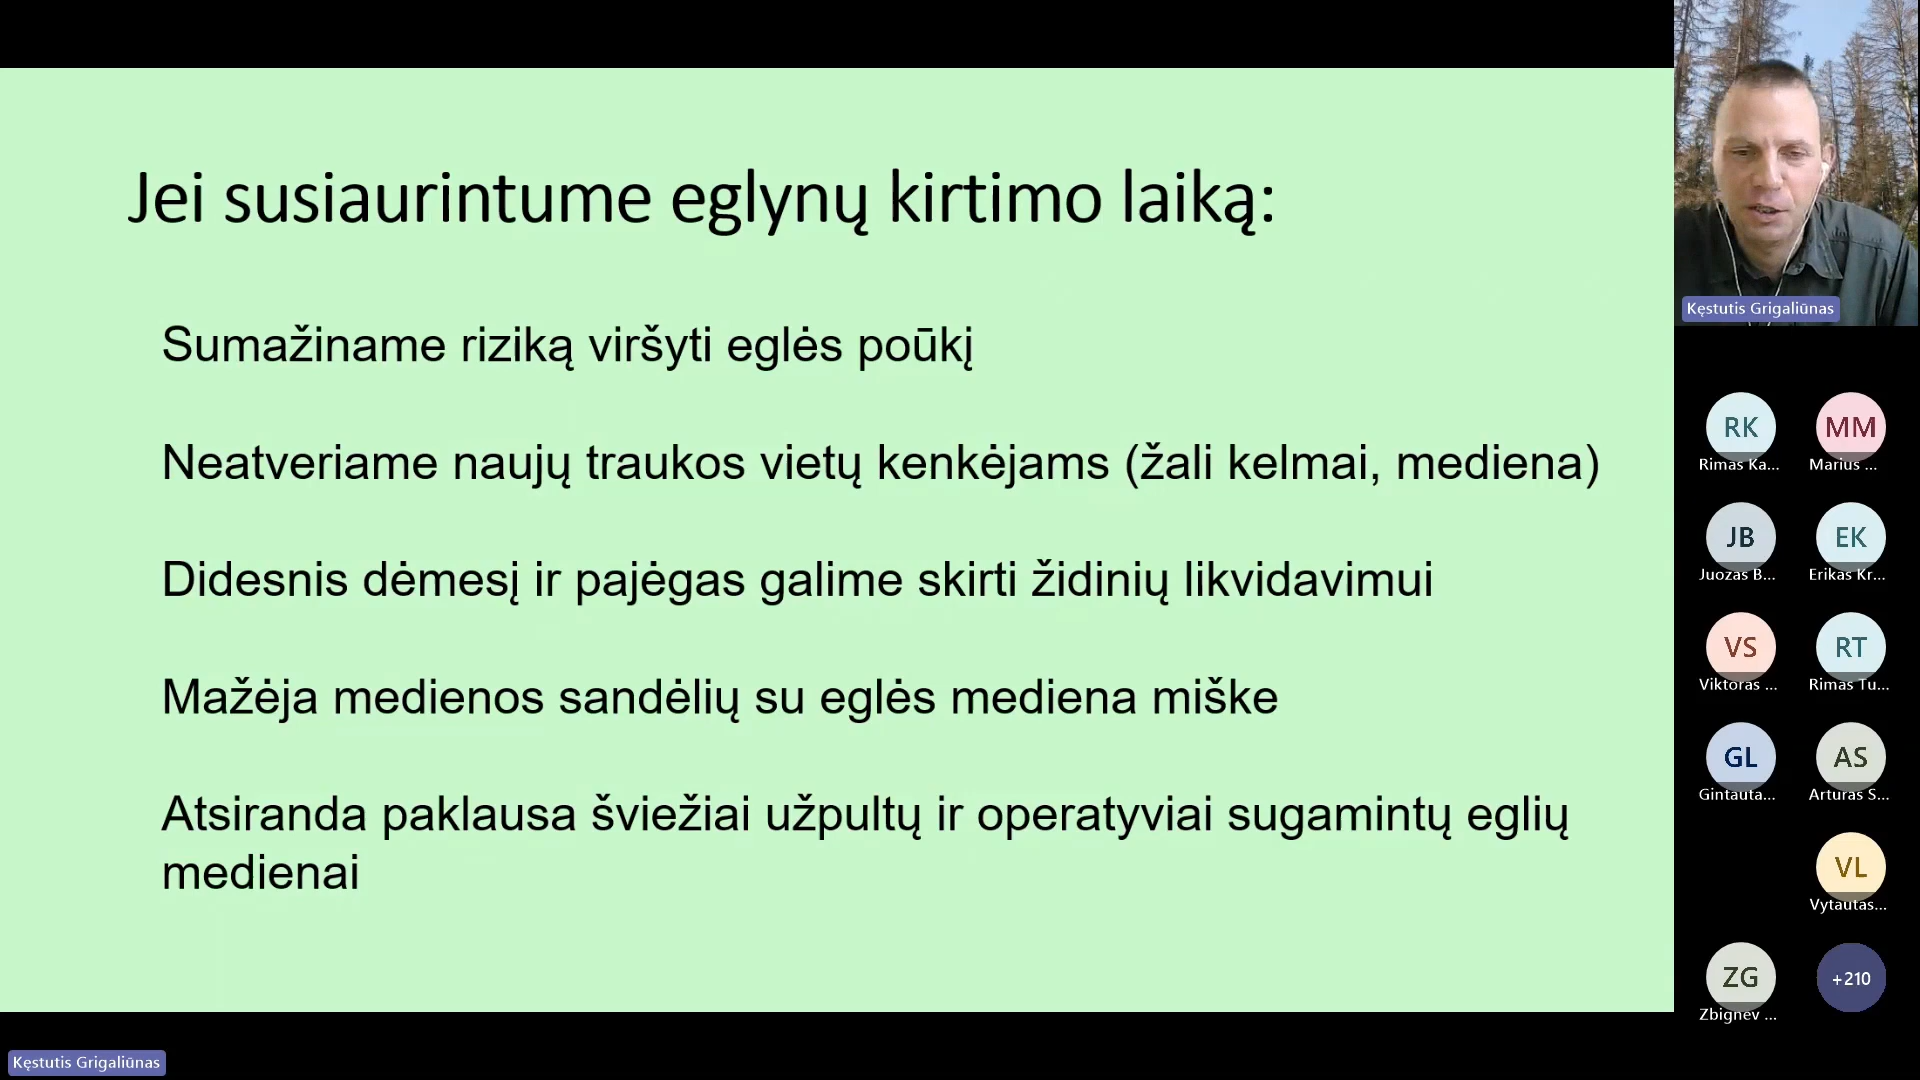 Jei susiaurintume eglynų kirtimo laiką:
Sumažiname riziką viršyti eglės poūkį
Neatveriame naujų traukos vietų kenkėjams (žali kelmai, mediena)
Didesnis dėmesį ir pajėgas galime skirti židinių likvidavimui
Mažėja medienos sandėlių su eglės mediena miške
Atsiranda paklausa šviežiai užpultų ir operatyviai sugamintų eglių
medienai
Kęstutis Grigaliūnas
RK
Rimas Ka...
MM
Marius ...
JB
Juozas B...
EK
Erikas Kr...
VS
Viktoras ...
RT
Rimas Tu...
GL
Gintauta...
AS
Arturas S...
VL
Vytautas...
ZG
Zbignev ...
+210
Kęstutis Grigaliūnas